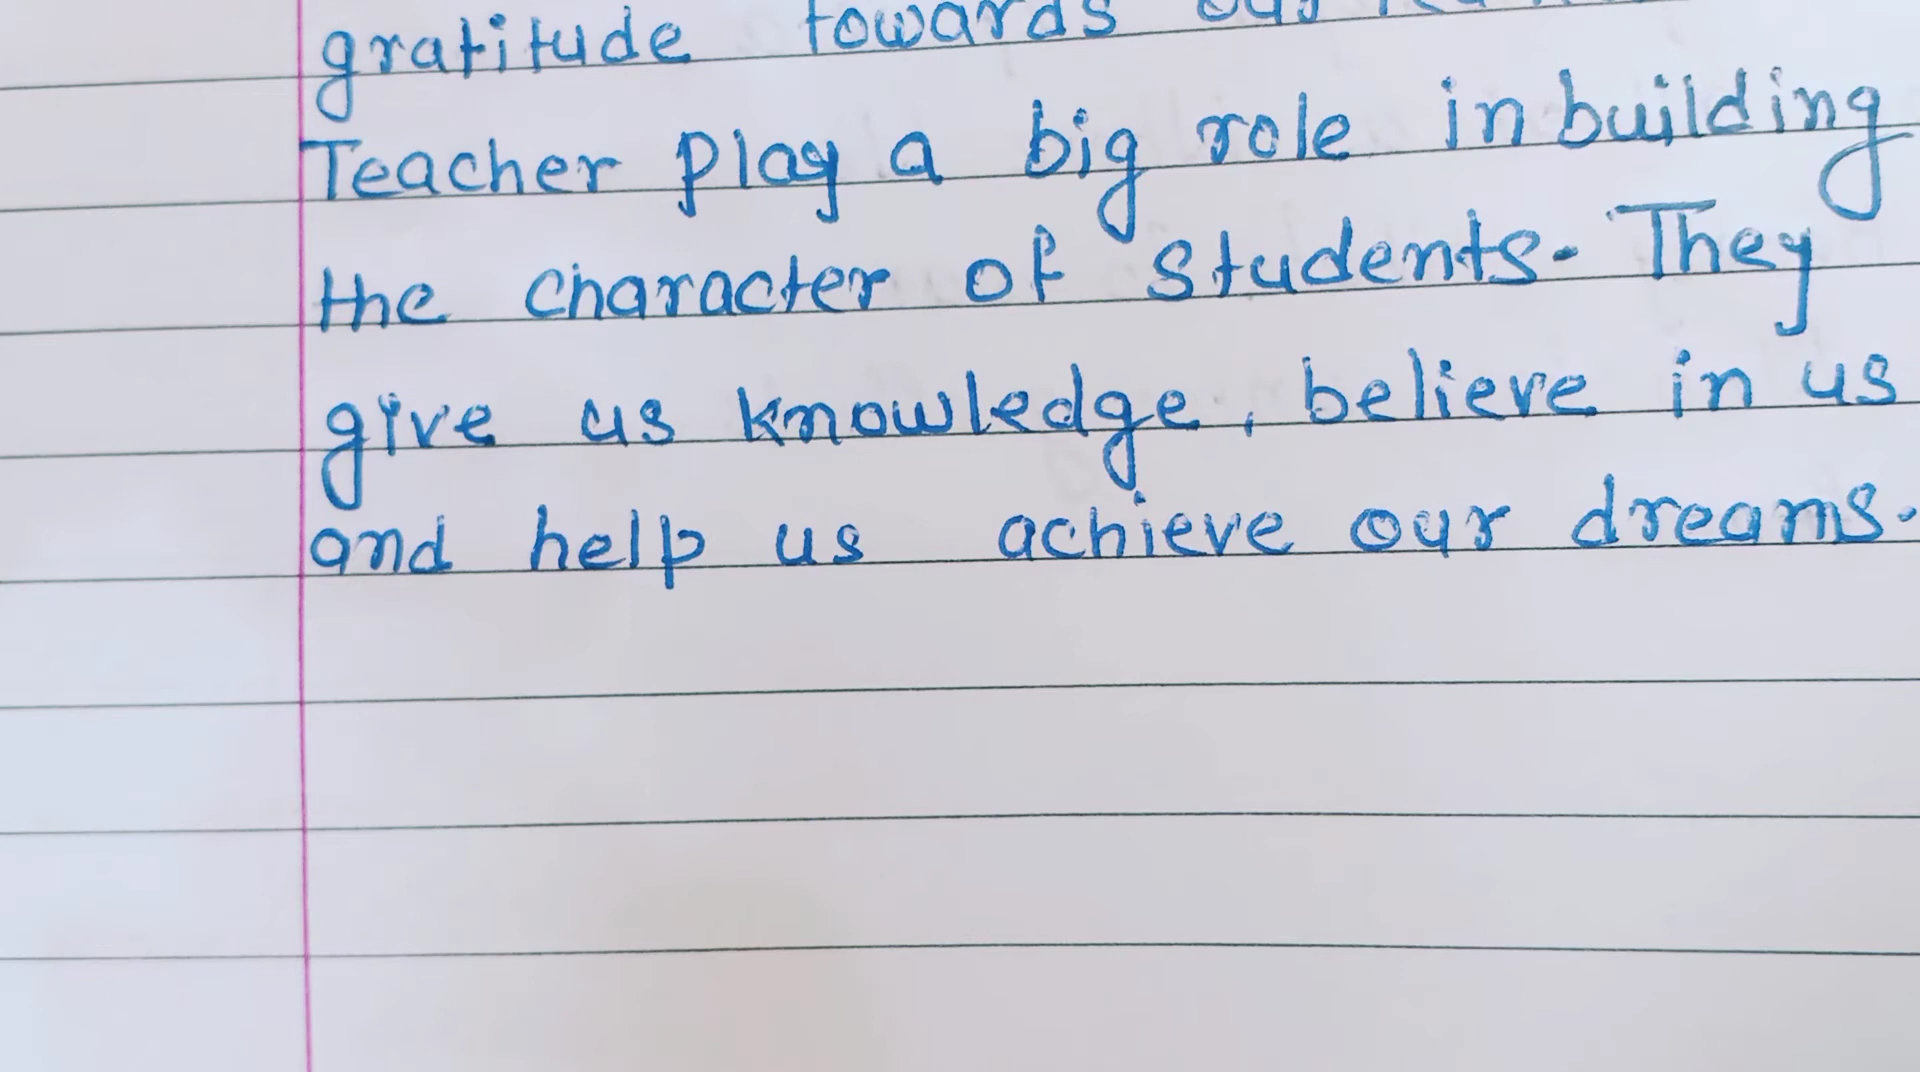 gratitude towards our
Teacher play a big role in building
the character of students. They
give us knowledge, believe in us
and help us achieve our dreams.